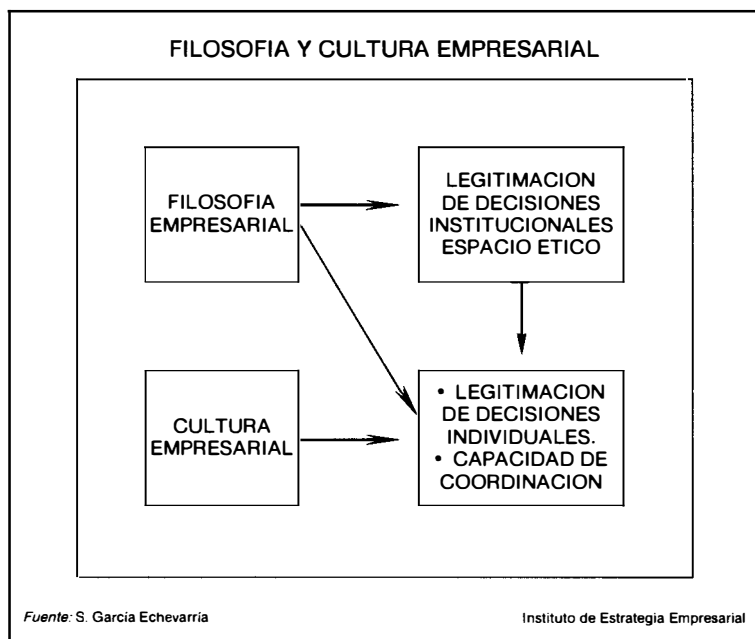 FILOSOFIA Y CULTURA EMPRESARIAL
FILOSOFIA
EMPRESARIAL
LEGITIMACION
DE DECISIONES
INSTITUCIONALES
ESPACIO ETICO
CULTURA
EMPRESARIAL
• LEGITIMACION
DE DECISIONES
INDIVIDUALES.
• CAPACIDAD DE
COORDINACION
Fuente: S. García Echevarría
Instituto de Estrategia Empresarial